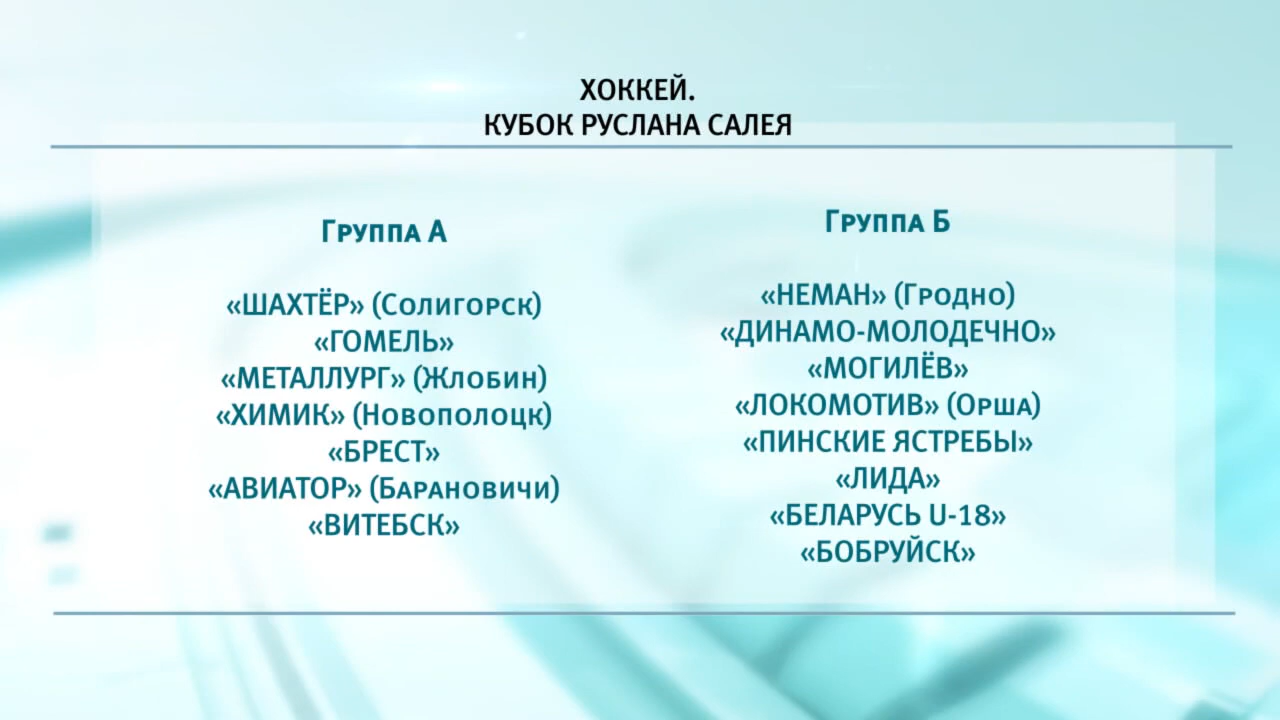 ХОККЕЙ.
КУБОК РУСЛАНА САЛЕЯ
Группа А
«ШАХТЁР» (Солигорск)
«ГОМЕЛЬ»
«МЕТАЛЛУРГ» (Жлобин)
«ХИМИК» (Новополоцк)
«БРЕСТ»
«АВИАТОР» (Барановичи)
«ВИТЕБСК»
Группа Б
«НЕМАН» (Гродно)
«ДИНАМО-МОЛОДЕЧНО»
«МОГИЛЁВ»
«ЛОКОМОТИВ» (Орша)
«ПИНСКИЕ ЯСТРЕБЫ»
«ЛИДА»
«БЕЛАРУСЬ U-18»
«БОБРУЙСК»